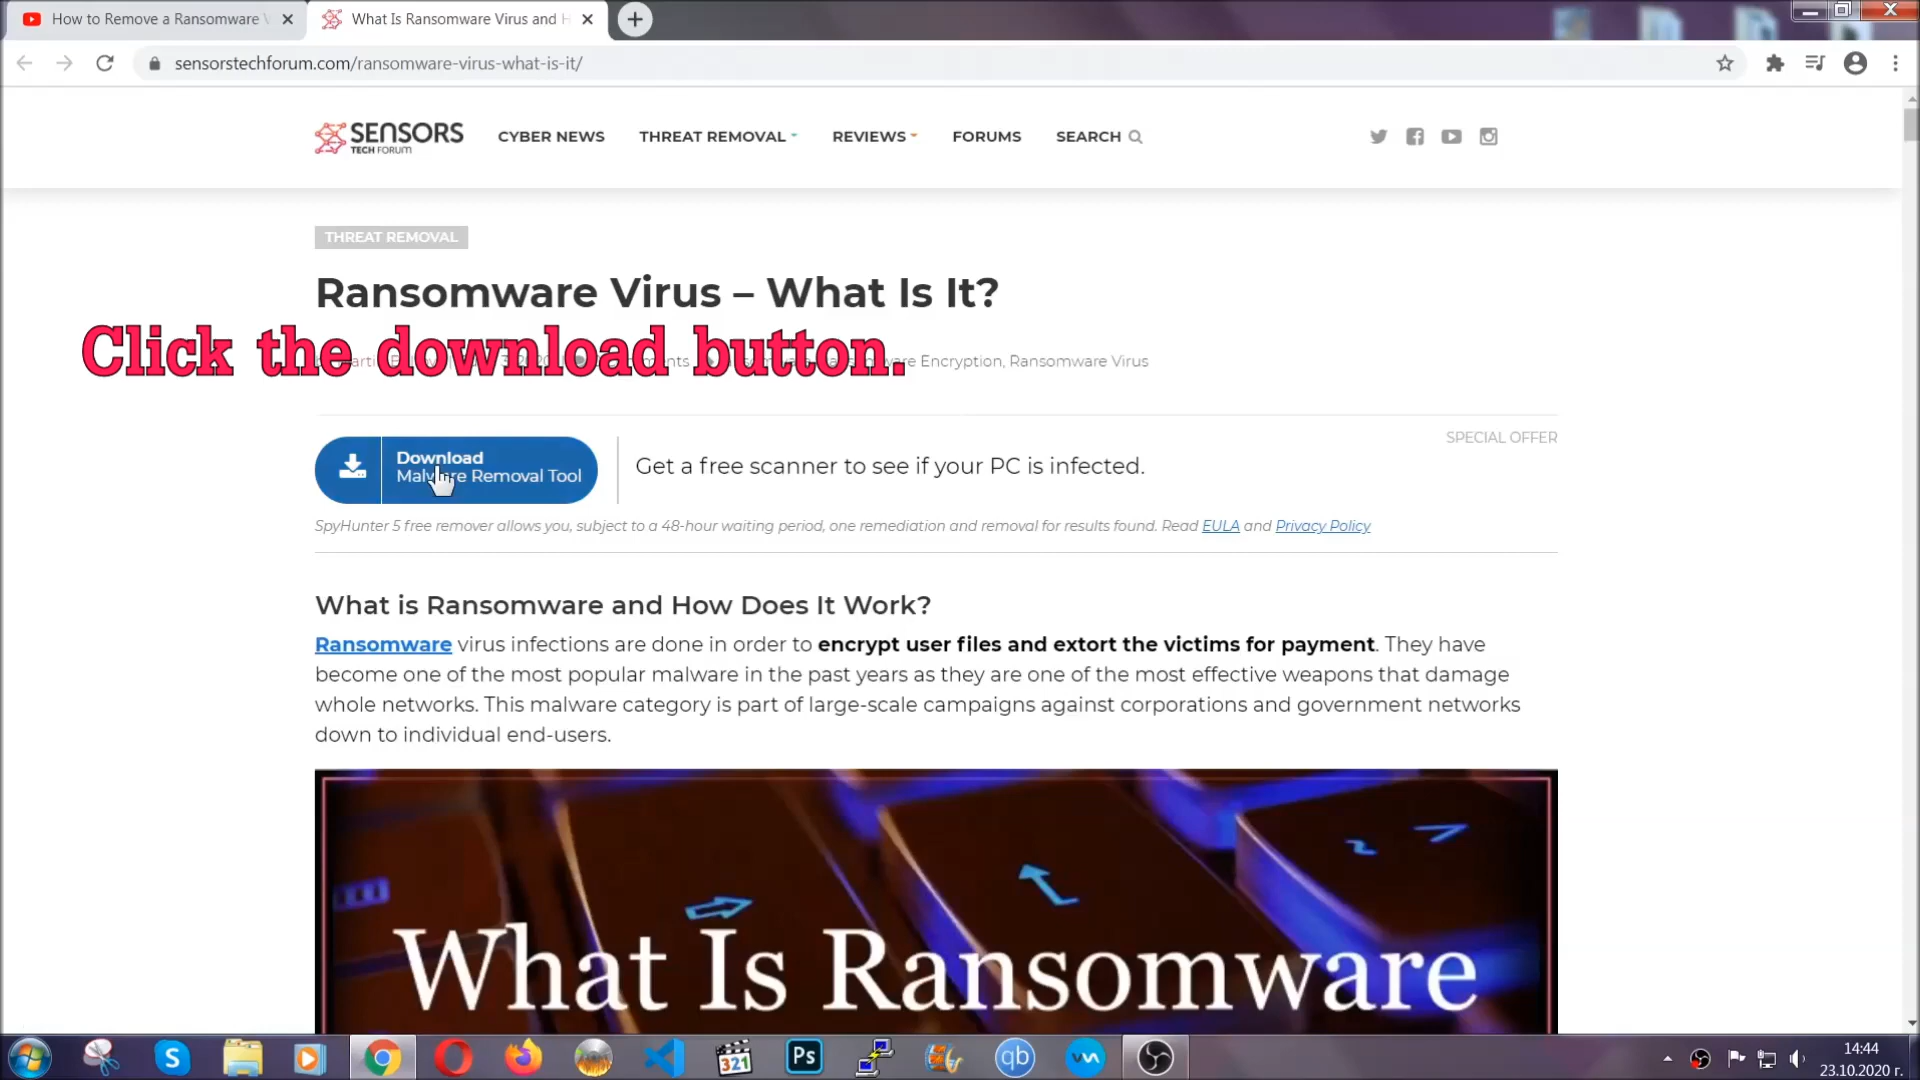 How to Remove a Ransomware
What Is Ransomware Virus and H
sensorstechforum.com/ransomware-virus-what-is-it/
SENSORS
TECH FORUM
CYBER NEWS
THREAT REMOVAL
REVIEWS
FORUMS
SEARCH
THREAT REMOVAL
Ransomware Virus – What Is It?
Click the download button.
Encryption, Ransomware Virus
SPECIAL OFFER
Download
Malware Removal Tool
Get a free scanner to see if your PC is infected.
SpyHunter 5 free remover allows you, subject to a 48-hour waiting period, one remediation and removal for results found. Read EULA and Privacy Policy
What is Ransomware and How Does It Work?
Ransomware virus infections are done in order to encrypt user files and extort the victims for payment. They have
become one of the most popular malware in the past years as they are one of the most effective weapons that damage
whole networks. This malware category is part of large-scale campaigns against corporations and government networks
down to individual end-users.
What Is Ransomware
S
321
Ps
qb
14:44
23.10.2020 г.